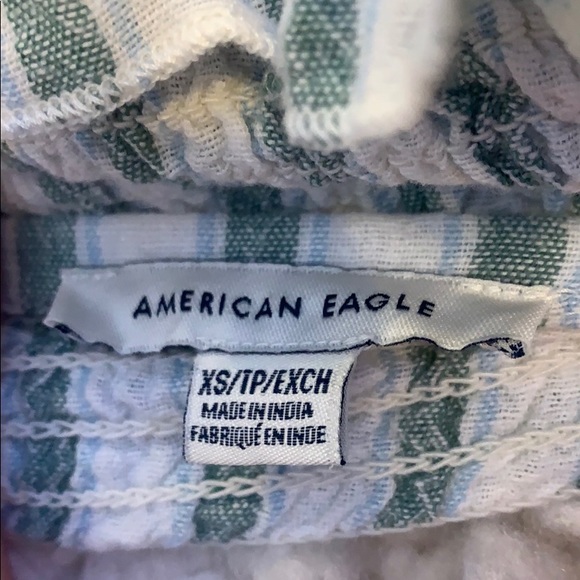 AMERICAN EAGLE
XS/TP/EXCH
MADE IN INDIA
FABRIQUÉ EN INDE